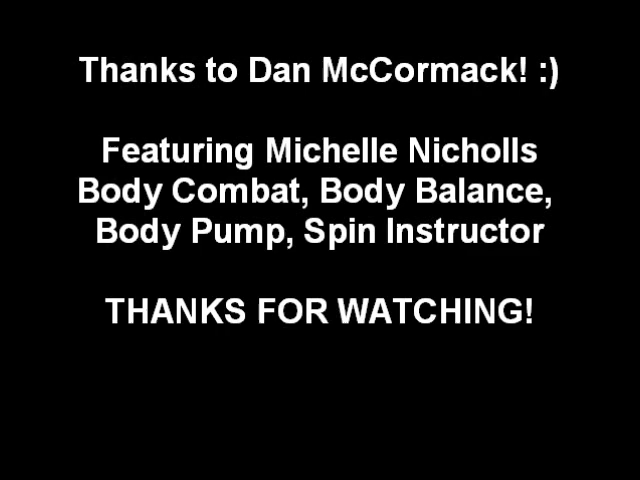 Thanks to Dan McCormack! :)
Featuring Michelle Nicholls
Body Combat, Body Balance,
Body Pump, Spin Instructor
THANKS FOR WATCHING!